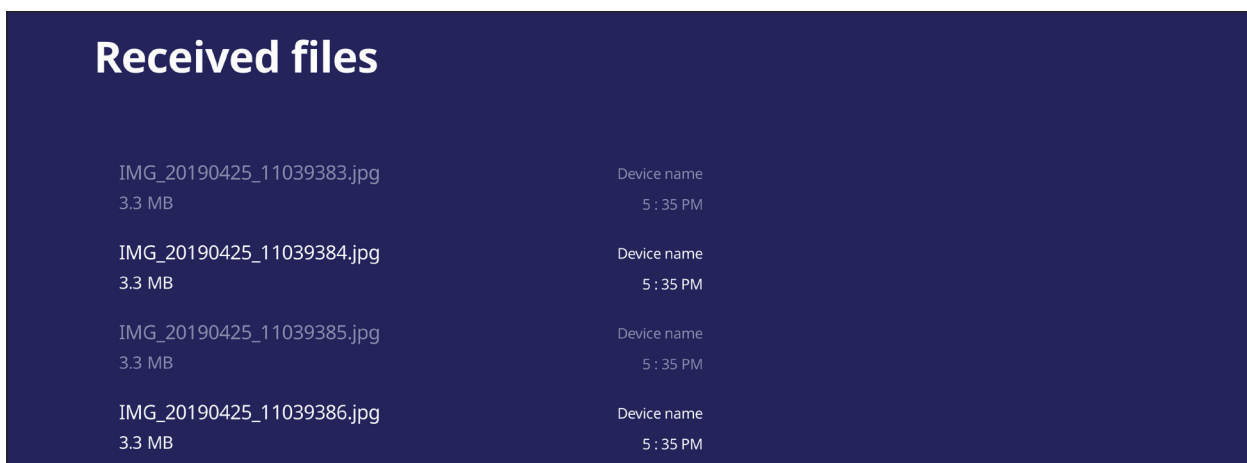 Received files
IMG_20190425_11039383.jpg Device name
3.3 MB 5 : 35 PM
IMG_20190425_11039384.jpg Device name
3.3 MB 5 : 35 PM
IMG_20190425_11039385.jpg Device name
3.3 MB 5 : 35 PM
IMG_20190425_11039386.jpg Device name
3.3 MB 5 : 35 PM